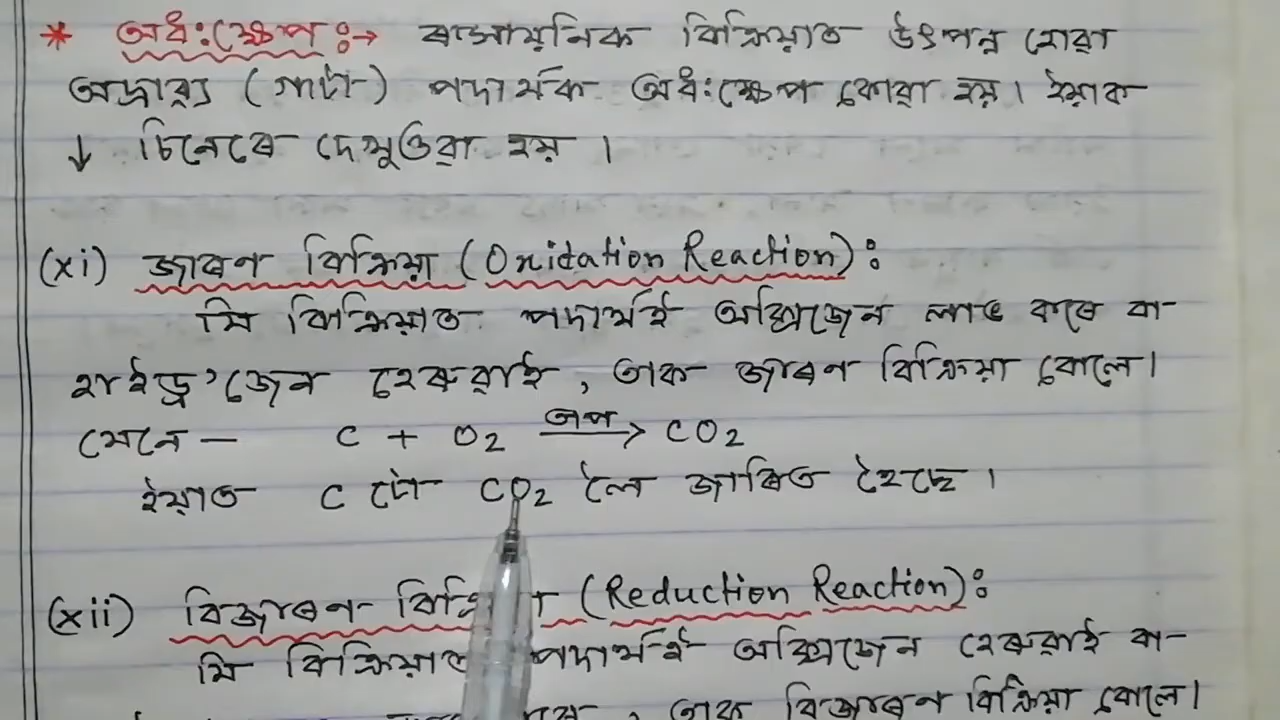 * অধঃক্ষেপ :→ ৰাসায়নিক বিক্ৰিয়াত উৎপন্ন হোৱা
অদ্ৰাব্য (গোটা) পদাৰ্থক অধঃক্ষেপ বোলা হয়। ইয়াক
↓ চিনেৰে দেখুওৱা হয়।
(xi) জাৰণ বিক্ৰিয়া (Oxidation Reaction):
যি বিক্ৰিয়াত পদাৰ্থই অক্সিজেন লাভ কৰে বা
হাইড্ৰ'জেন হেৰুৱাই, তাক জাৰণ বিক্ৰিয়া বোলে।
যেনে — C + O₂ তাপ→ CO₂
ইয়াত C টো CO₂ লৈ জাৰিত হৈছে।
(xii) বিজাৰণ (Reduction Reaction):
যি পদাৰ্থই অক্সিজেন হেৰুৱাই বা
, তাক বিজাৰণ বিক্ৰিয়া বোলে।